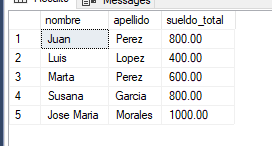 Results Messages
nombre apellido sueldo_total
1 Juan Perez 800.00
2 Luis Lopez 400.00
3 Marta Perez 600.00
4 Susana Garcia 800.00
5 Jose Maria Morales 1000.00